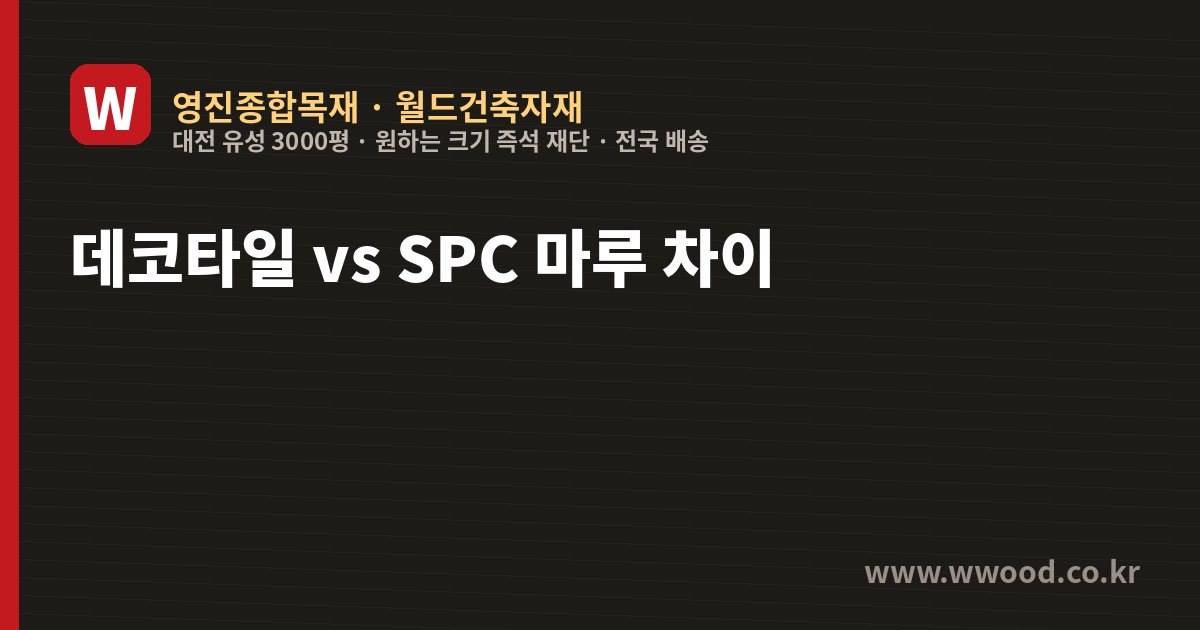 W
영진종합목재 · 월드건축자재
대전 유성 3000평 · 원하는 크기 즉석 재단 · 전국 배송
데코타일 vs SPC 마루 차이
www.wwood.co.kr